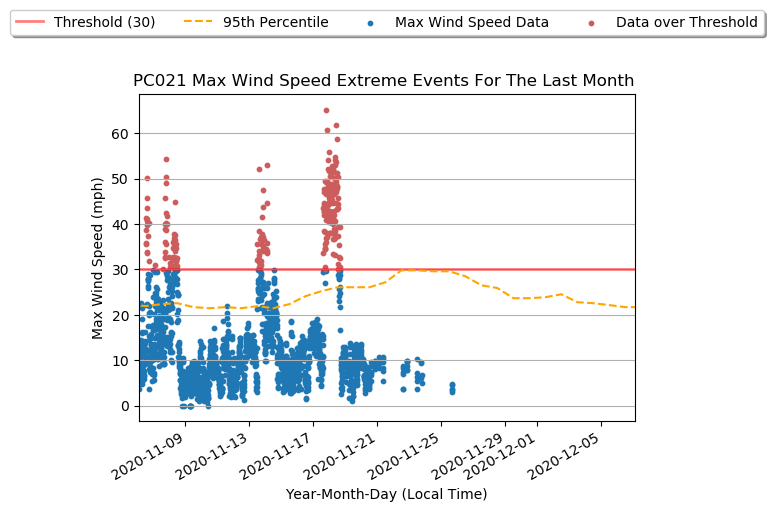 Threshold (30) 95th Percentile Max Wind Speed Data Data over Threshold
PC021 Max Wind Speed Extreme Events For The Last Month
60
50
40
30
20
10
0
Max Wind Speed (mph)
2020-11-09 2020-11-13 2020-11-17 2020-11-21 2020-11-25 2020-11-29 2020-12-01 2020-12-05
Year-Month-Day (Local Time)